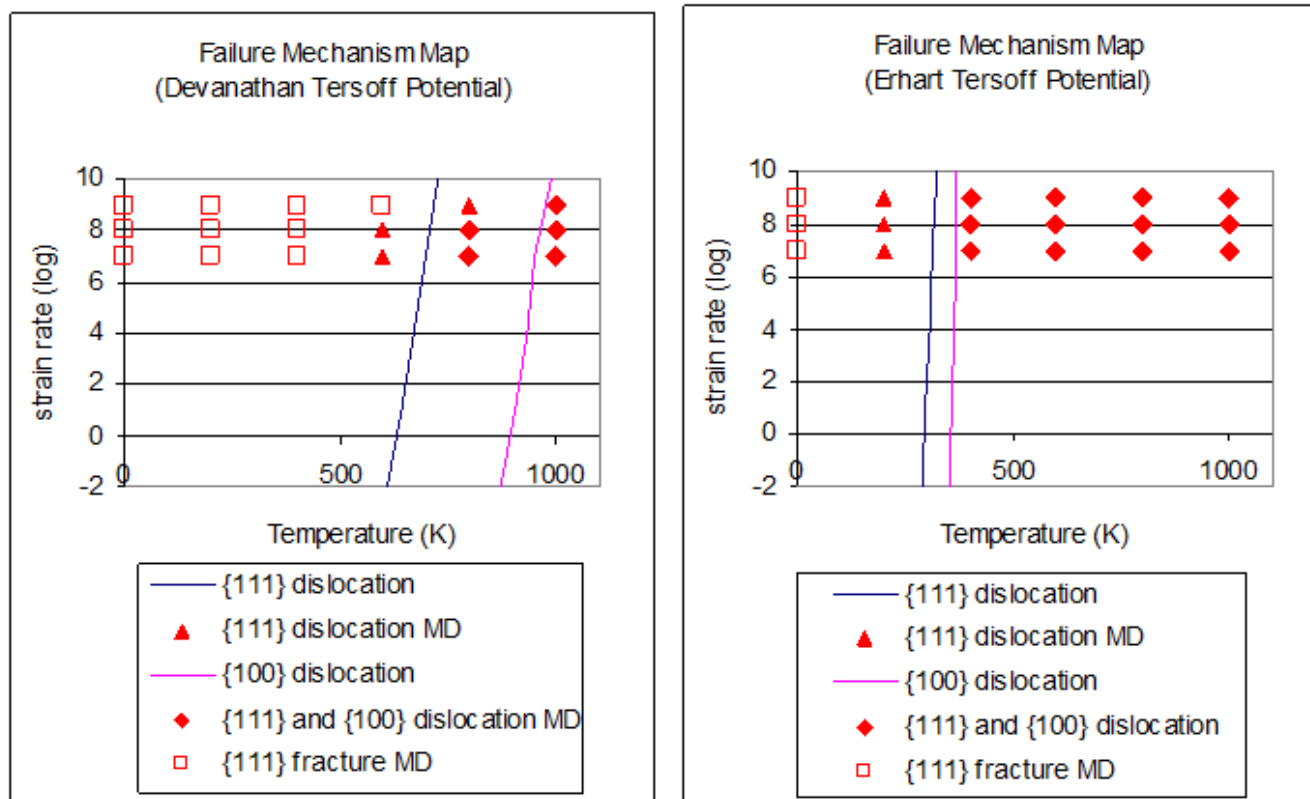 Failure Mechanism Map
(Devanathan Tersoff Potential)
10
8
6
4
2
0
-2
strain rate (log)
0
500
1000
Temperature (K)
{111} dislocation
{111} dislocation MD
{100} dislocation
{111} and {100} dislocation MD
{111} fracture MD
Failure Mechanism Map
(Erhart Tersoff Potential)
10
8
6
4
2
0
-2
strain rate (log)
0
500
1000
Temperature (K)
{111} dislocation
{111} dislocation MD
{100} dislocation
{111} and {100} dislocation
{111} fracture MD